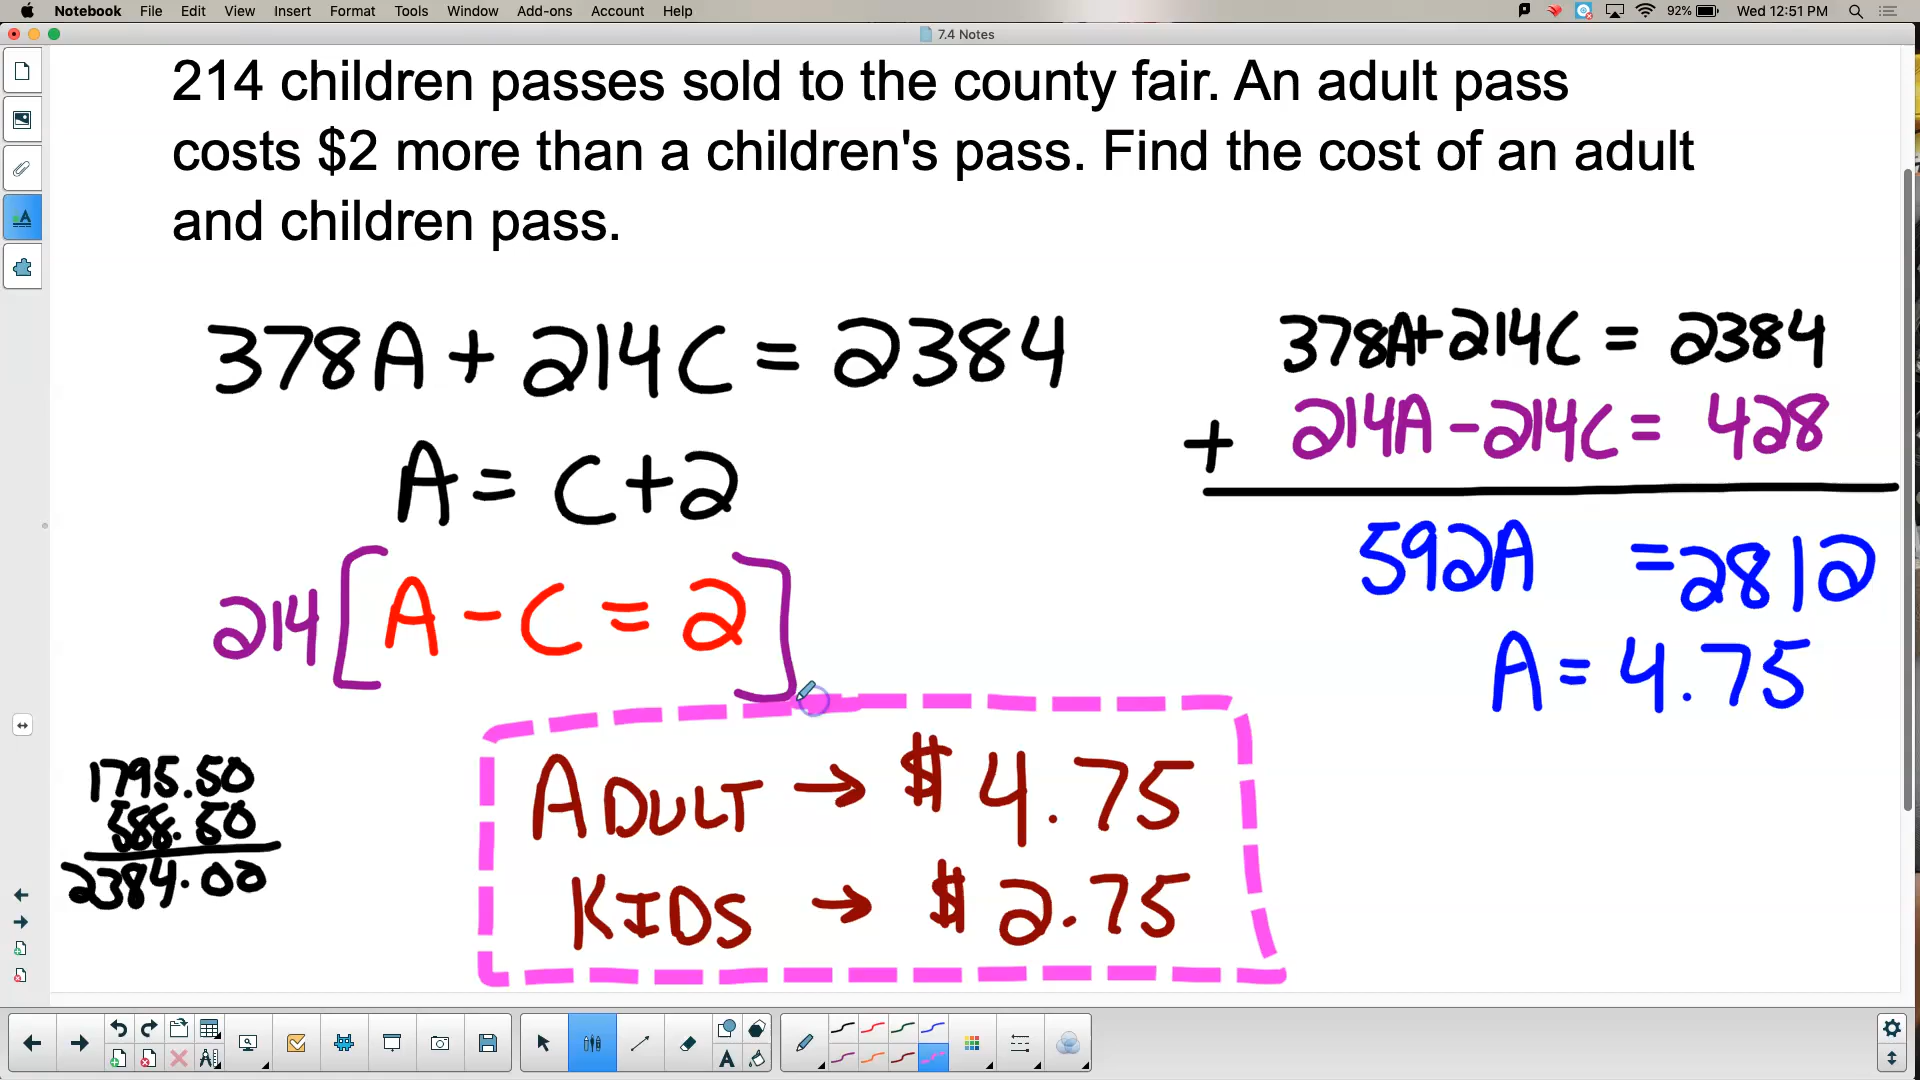 Notebook File Edit View Insert Format Tools Window Add-ons Account Help 92% Wed 12:51 PM
7.4 Notes
214 children passes sold to the county fair. An adult pass
costs $2 more than a children's pass. Find the cost of an adult
and children pass.
378A + 214C = 2384
A = C+2
214[A - C = 2]
378A+214C = 2384
+ 214A - 214C = 428
592A = 2812
A = 4.75
1795.50
588.50
2384.00
ADULT → $ 4.75
KIDS → $ 2.75